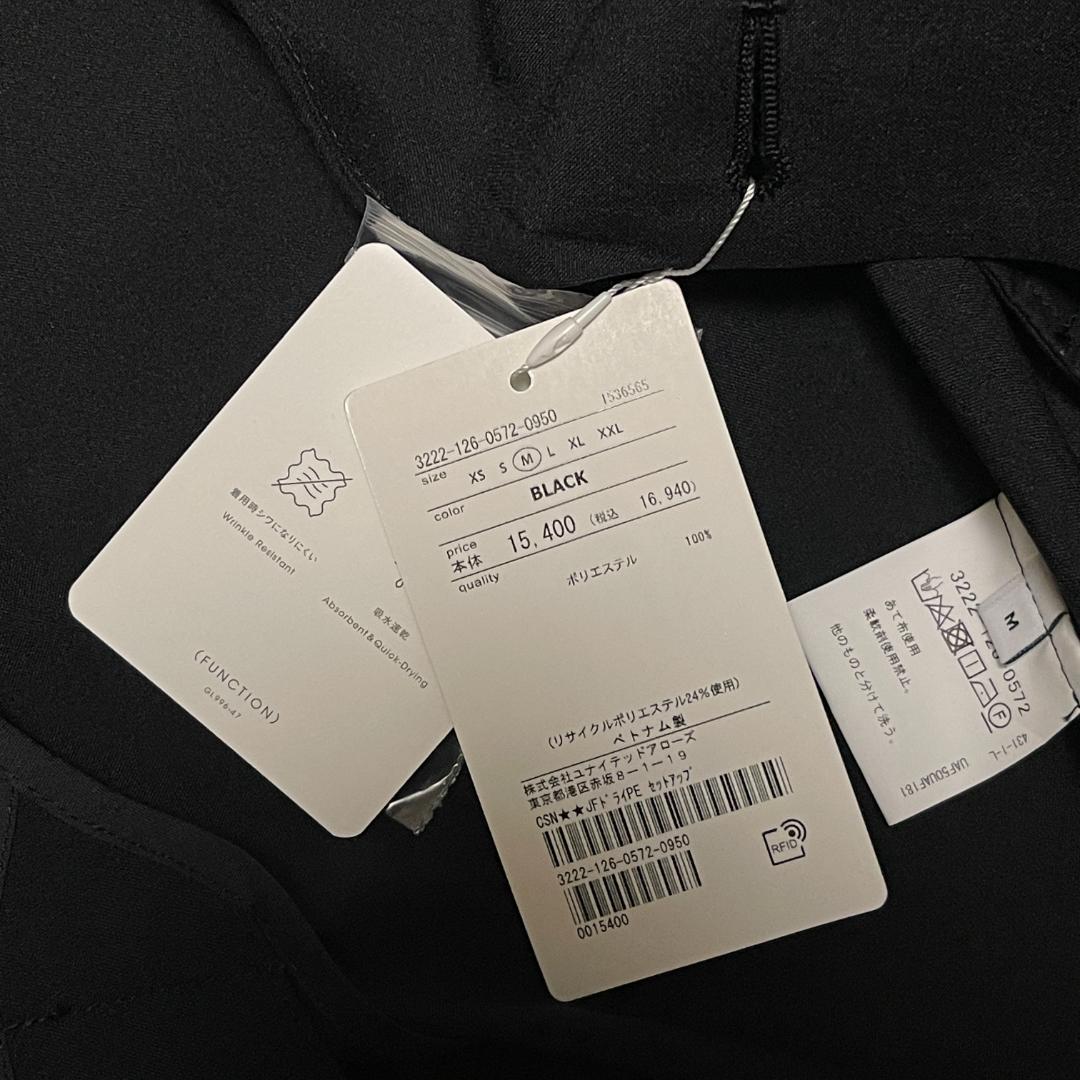 着用時シワになりにくい
Wrinkle Resistant
吸水速乾
Absorbent & Quick-Drying
(FUNCTION)
GL996-47
1536565
3222-126-0572-0950
size XS S M L XL XXL
color BLACK
price
本体 15,400 (税込 16,940)
quality
ポリエステル 100%
(リサイクルポリエステル24%使用)
ベトナム製
株式会社ユナイテッドアローズ
東京都港区赤坂8-1-19
CSN★★JFドライPE セットアップ
3222-126-0572-0950
0015400
RFID
M
3222-126-0572
F
あて布使用
柔軟剤使用禁止。
他のものと分けて洗う。
431-I-L
UAF50UAF181